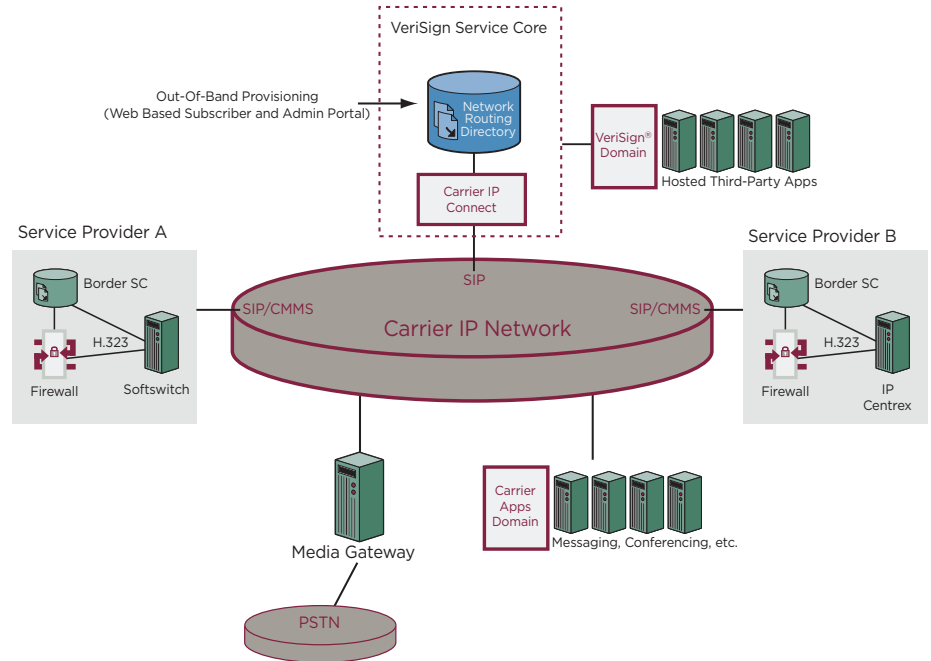 VeriSign Service Core
Out-Of-Band Provisioning
(Web Based Subscriber and Admin Portal)
Network
Routing
Directory
VeriSign®
Domain
Hosted Third-Party Apps
Carrier IP
Connect
Service Provider A
Border SC
H.323
Firewall
Softswitch
Service Provider B
Border SC
H.323
Firewall
IP
Centrex
SIP
SIP/CMMS
SIP/CMMS
Carrier IP Network
Media Gateway
Carrier
Apps
Domain
Messaging, Conferencing, etc.
PSTN